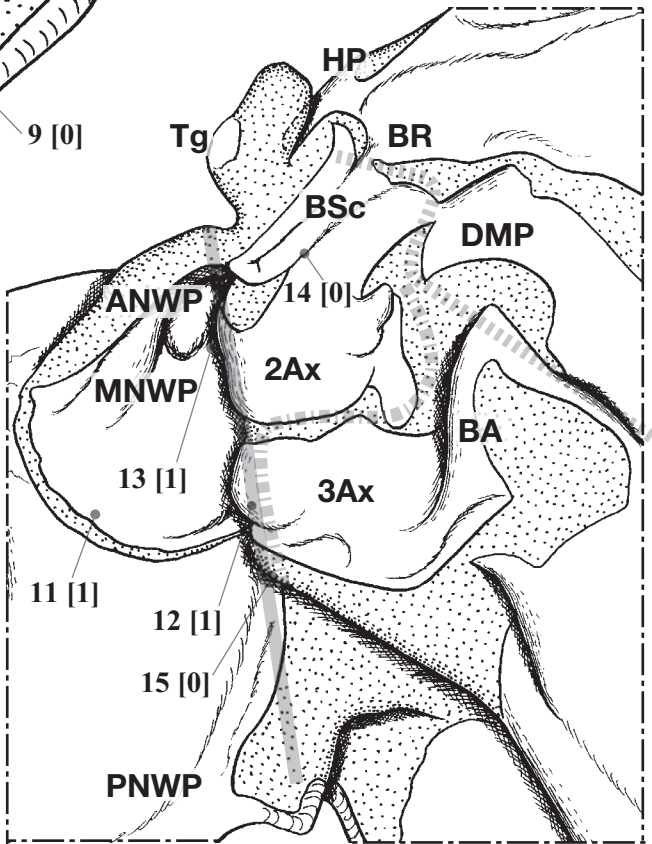 HP
9 [0]
Tg
BR
BSc
DMP
14 [0]
ANWP
2Ax
MNWP
BA
13 [1]
3Ax
11 [1]
12 [1]
15 [0]
PNWP